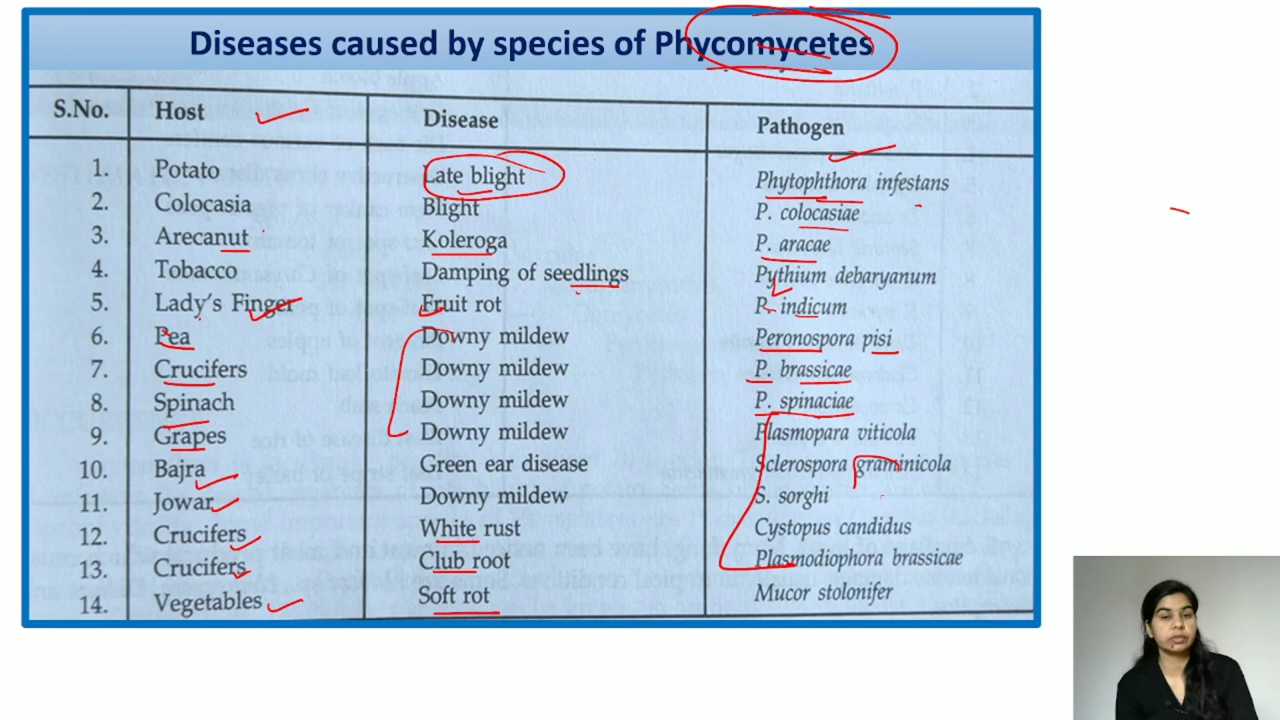 Diseases caused by species of Phycomycetes
S.No. Host Disease Pathogen
1. Potato Late blight Phytophthora infestans
2. Colocasia Blight P. colocasiae
3. Arecanut Koleroga P. aracae
4. Tobacco Damping of seedlings Pythium debaryanum
5. Lady's Finger Fruit rot P. indicum
6. Pea Downy mildew Peronospora pisi
7. Crucifers Downy mildew P. brassicae
8. Spinach Downy mildew P. spinaciae
9. Grapes Downy mildew Plasmopara viticola
10. Bajra Green ear disease Sclerospora graminicola
11. Jowar Downy mildew S. sorghi
12. Crucifers White rust Cystopus candidus
13. Crucifers Club root Plasmodiophora brassicae
14. Vegetables Soft rot Mucor stolonifer